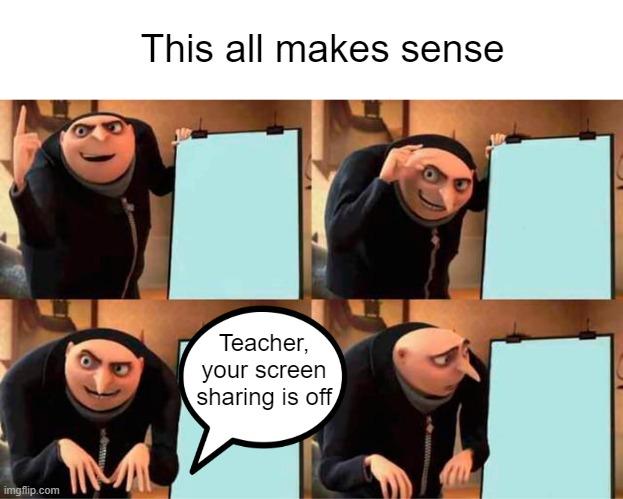 This all makes sense
Teacher,
your screen
sharing is off
imgflip.com